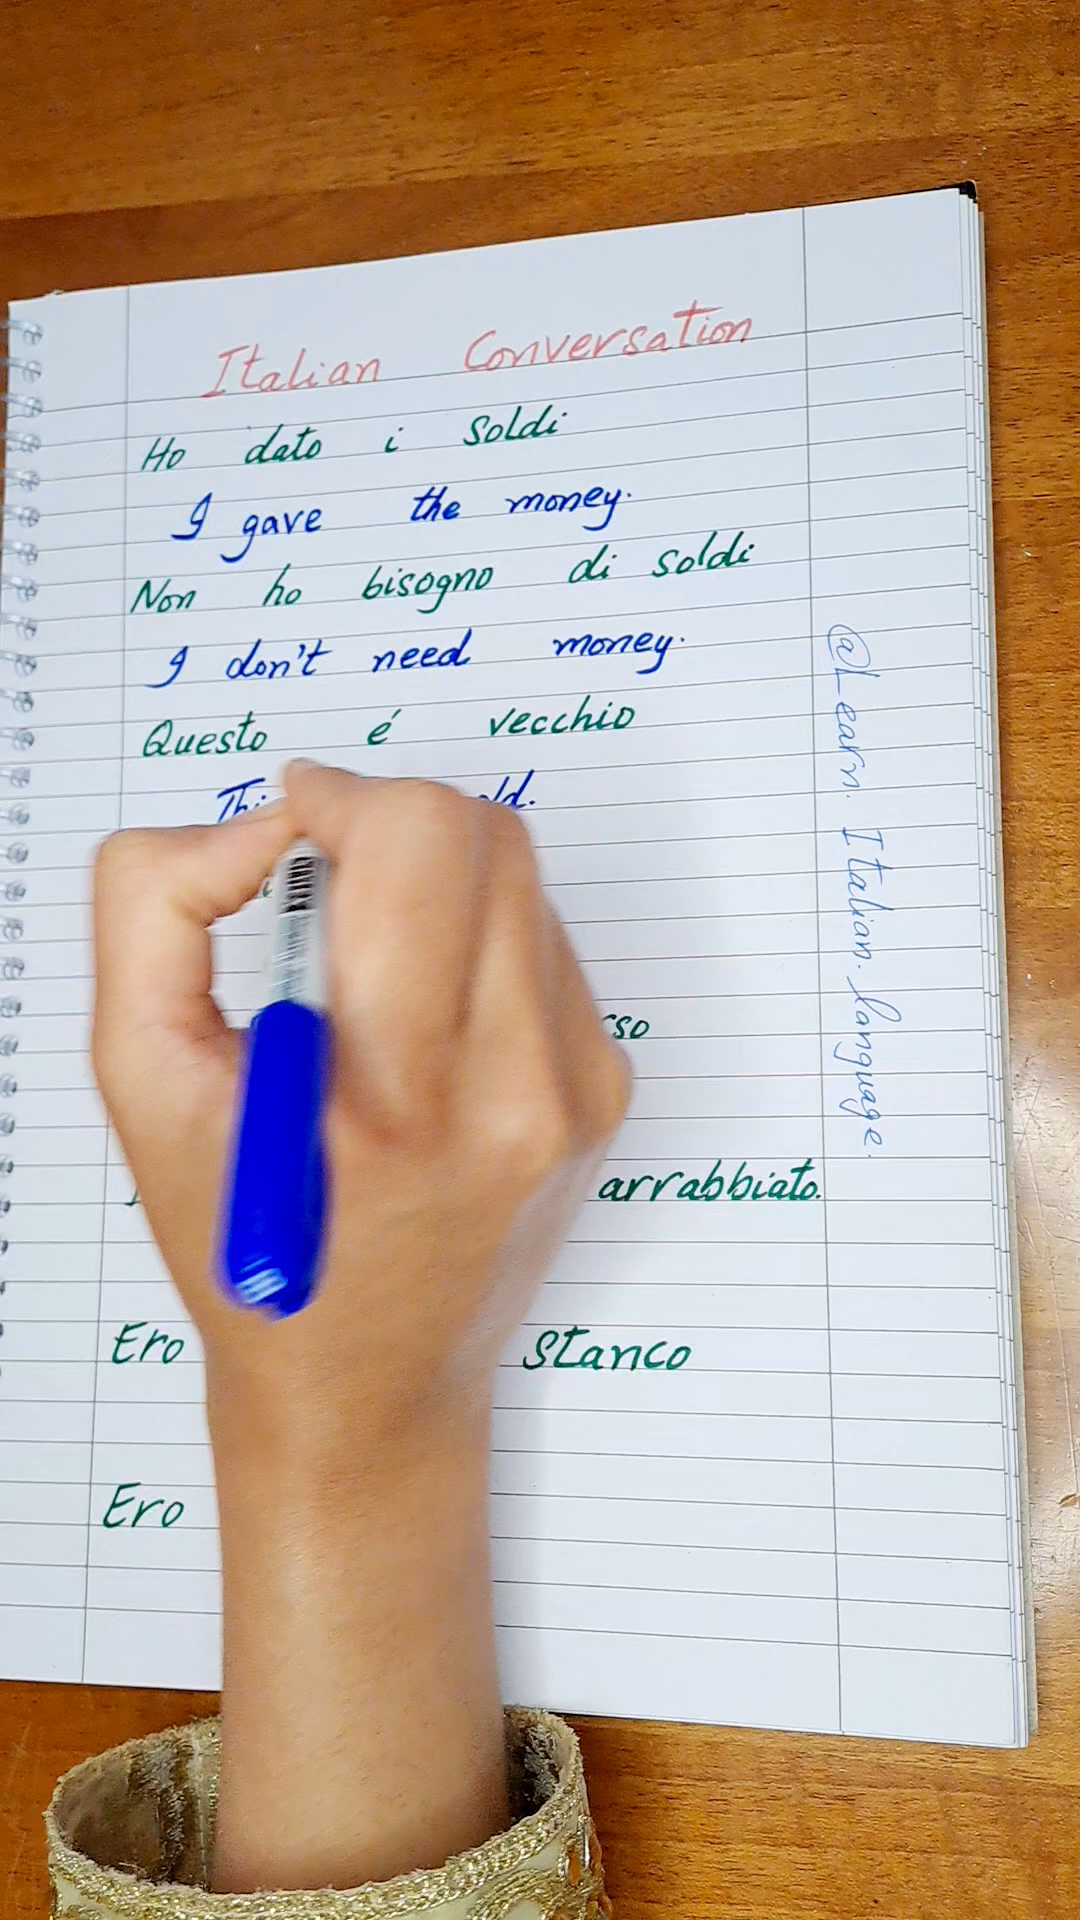 Italian Conversation
Ho dato i soldi
I gave the money.
Non ho bisogno di soldi
I don't need money.
Questo é vecchio
arrabbiato.
Ero stanco
Ero
@Learn. Italian. language.